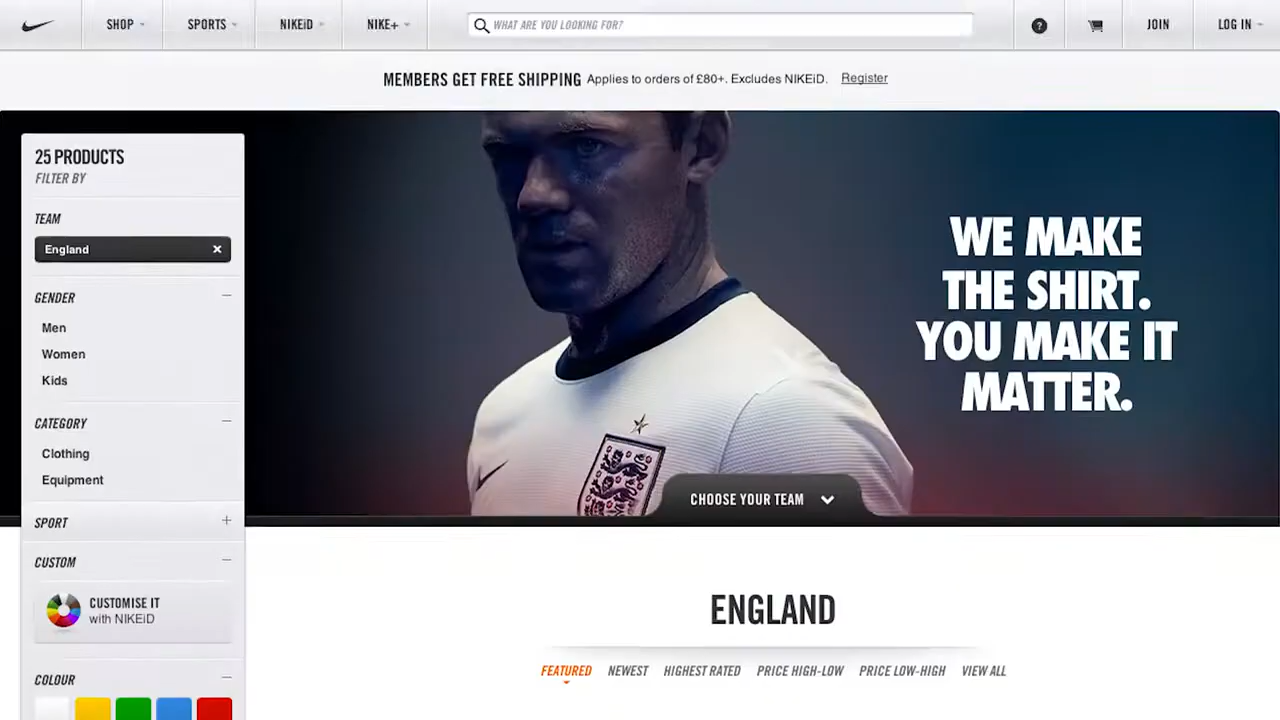 SHOP
SPORTS
NIKEiD
NIKE+
WHAT ARE YOU LOOKING FOR?
?
JOIN
LOG IN
MEMBERS GET FREE SHIPPING Applies to orders of £80+. Excludes NIKEiD. Register
25 PRODUCTS
FILTER BY
TEAM
England
GENDER
Men
Women
Kids
CATEGORY
Clothing
Equipment
SPORT
CUSTOM
CUSTOMISE IT
with NIKEiD
COLOUR
WE MAKE
THE SHIRT.
YOU MAKE IT
MATTER.
CHOOSE YOUR TEAM
ENGLAND
FEATURED
NEWEST
HIGHEST RATED
PRICE HIGH-LOW
PRICE LOW-HIGH
VIEW ALL